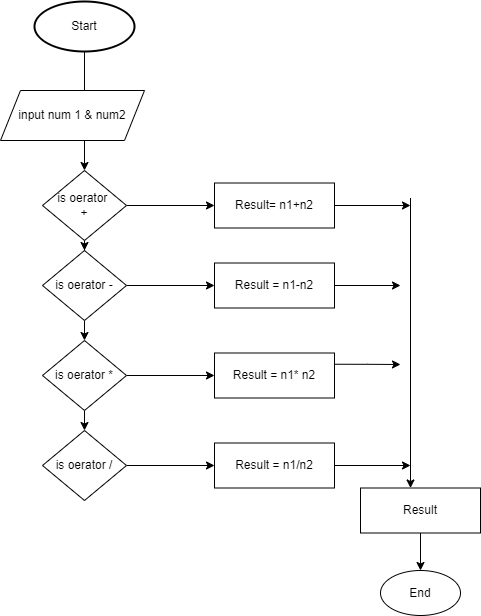 Start
input num 1 & num2
is oerator
+
Result= n1+n2
is oerator -
Result = n1-n2
is oerator *
Result = n1* n2
is oerator /
Result = n1/n2
Result
End